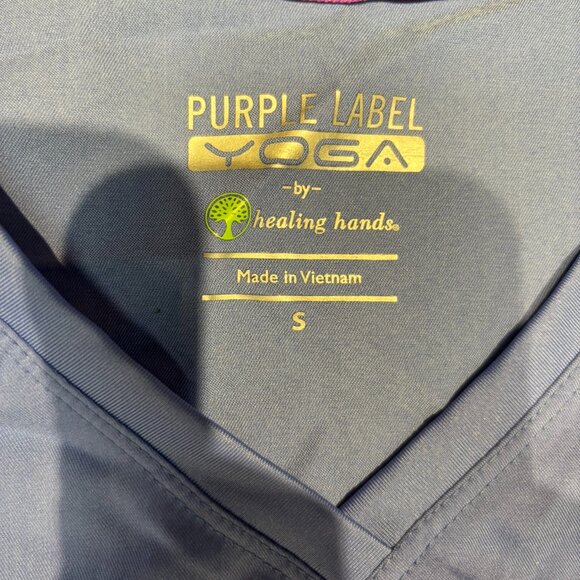 PURPLE LABEL
YOGA
-by-
healing hands®
Made in Vietnam
S